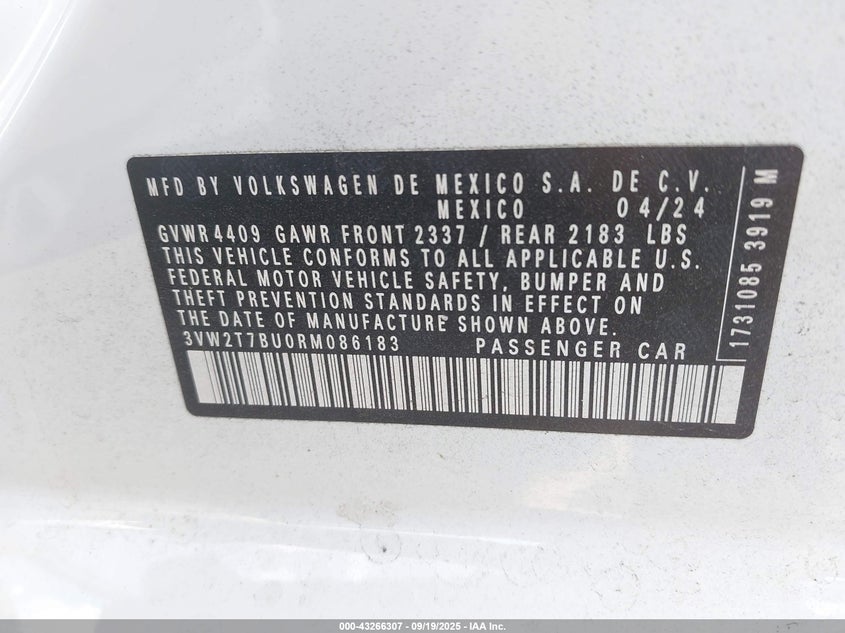 MFD BY VOLKSWAGEN DE MEXICO S.A. DE C.V.
MEXICO 04/24
GVWR 4409 GAWR FRONT 2337 / REAR 2183 LBS
THIS VEHICLE CONFORMS TO ALL APPLICABLE U.S.
FEDERAL MOTOR VEHICLE SAFETY, BUMPER AND
THEFT PREVENTION STANDARDS IN EFFECT ON
THE DATE OF MANUFACTURE SHOWN ABOVE.
3VW2T7BU0RM086183 PASSENGER CAR
1731085 3919 M
000-43266307 - 09/19/2025 - IAA Inc.